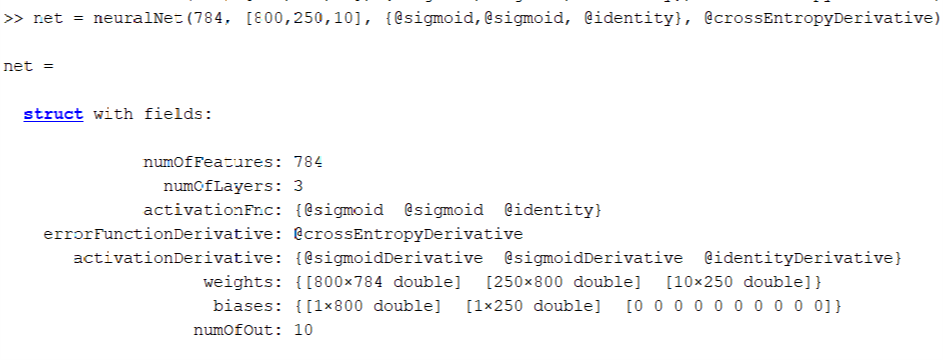 >> net = neuralNet(784, [800,250,10], {@sigmoid,@sigmoid, @identity}, @crossEntropyDerivative)
net =
struct with fields:
numOfFeatures: 784
numOfLayers: 3
activationFnc: {@sigmoid @sigmoid @identity}
errorFunctionDerivative: @crossEntropyDerivative
activationDerivative: {@sigmoidDerivative @sigmoidDerivative @identityDerivative}
weights: {[800×784 double] [250×800 double] [10×250 double]}
biases: {[1×800 double] [1×250 double] [0 0 0 0 0 0 0 0 0 0]}
numOfOut: 10